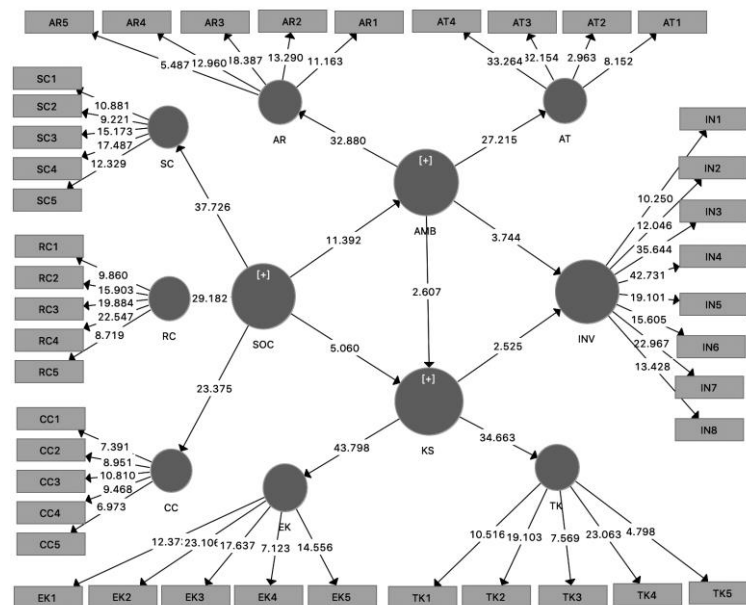 AR5 AR4 AR3 AR2 AR1 AT4 AT3 AT2 AT1
5.487 12.960 18.387 13.290 11.163 33.264 32.154 2.963 8.152
SC1
SC2
SC3
SC4
SC5
10.881
9.221
15.173
17.487
12.329
SC
AR
AT
32.880
27.215
[+]
AMB
37.726
11.392
3.744
2.607
IN1
IN2
IN3
IN4
IN5
IN6
IN7
IN8
10.250
12.046
35.644
42.731
19.101
15.605
22.967
13.428
INV
RC1
RC2
RC3
RC4
RC5
9.860
15.903
19.884
22.547
8.719
RC
29.182
[+]
SOC
5.060
2.525
23.375
[+]
KS
CC1
CC2
CC3
CC4
CC5
7.391
8.951
10.810
9.468
6.973
CC
43.798
34.663
EK
TK
23.106 17.637 7.123 14.556
10.516 19.103 7.569 23.063 4.798
EK1 EK2 EK3 EK4 EK5 TK1 TK2 TK3 TK4 TK5